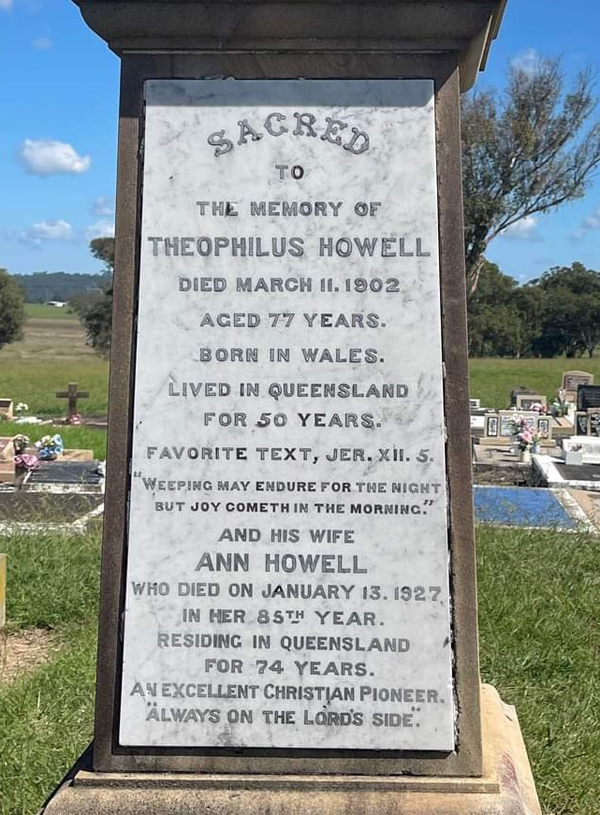 SACRED
TO
THE MEMORY OF
THEOPHILUS HOWELL
DIED MARCH 11. 1902
AGED 77 YEARS.
BORN IN WALES.
LIVED IN QUEENSLAND
FOR 50 YEARS.
FAVORITE TEXT, JER. XII. 5.
"WEEPING MAY ENDURE FOR THE NIGHT
BUT JOY COMETH IN THE MORNING."
AND HIS WIFE
ANN HOWELL
WHO DIED ON JANUARY 13. 1927.
IN HER 85TH YEAR.
RESIDING IN QUEENSLAND
FOR 74 YEARS.
AN EXCELLENT CHRISTIAN PIONEER.
"ALWAYS ON THE LORD'S SIDE".